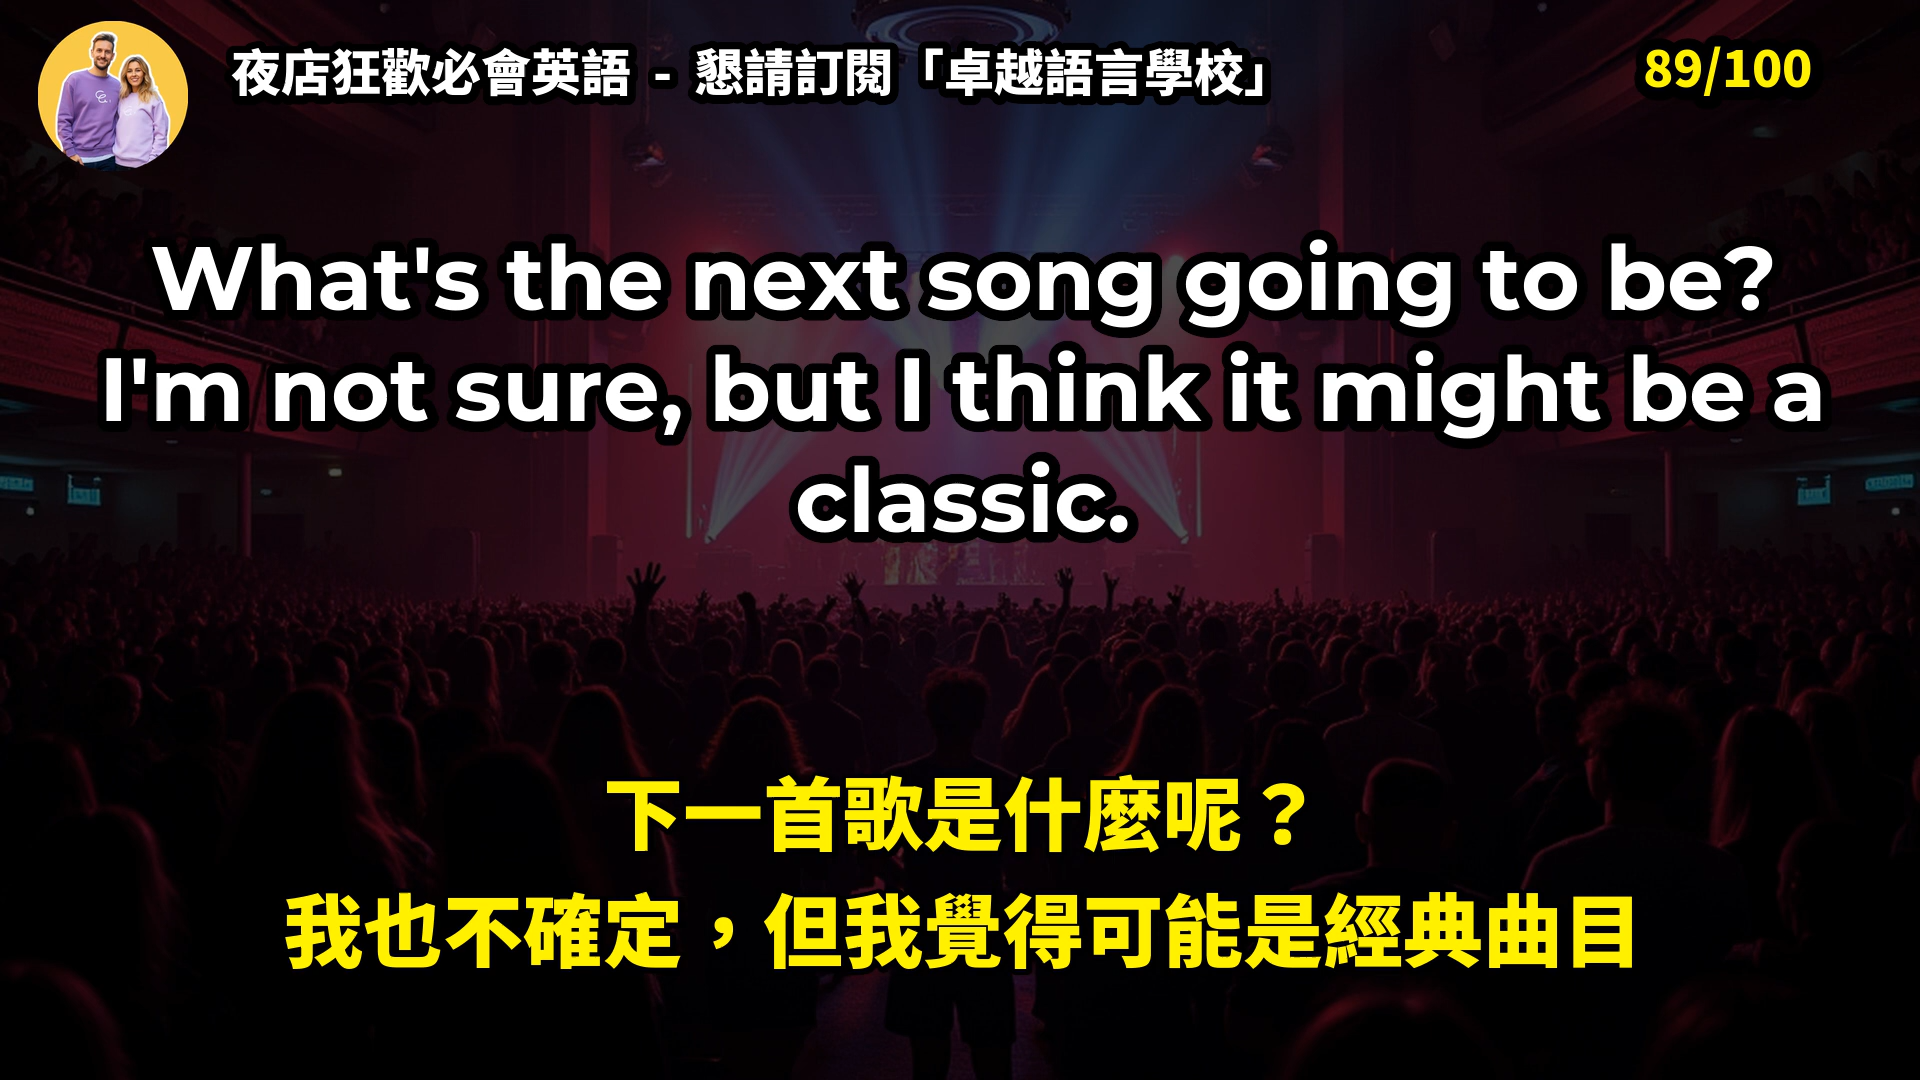 夜店狂歡必會英語 - 懇請訂閱「卓越語言學校」
89/100
What's the next song going to be?
I'm not sure, but I think it might be a
classic.
下一首歌是什麼呢？
我也不確定，但我覺得可能是經典曲目